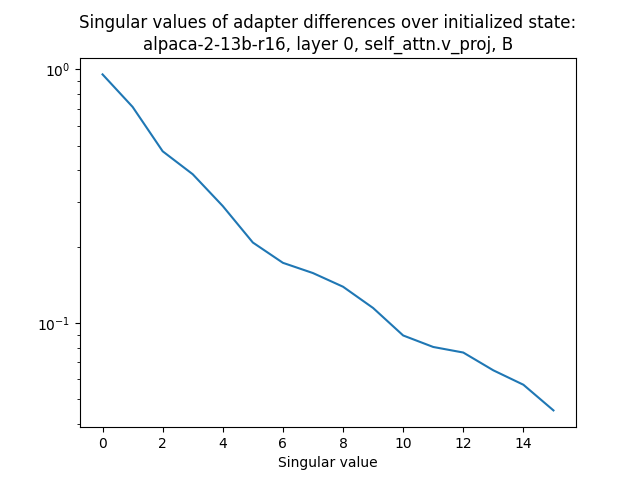 Singular values of adapter differences over initialized state:
alpaca-2-13b-r16, layer 0, self_attn.v_proj, B
10⁰
10⁻¹
0 2 4 6 8 10 12 14
Singular value